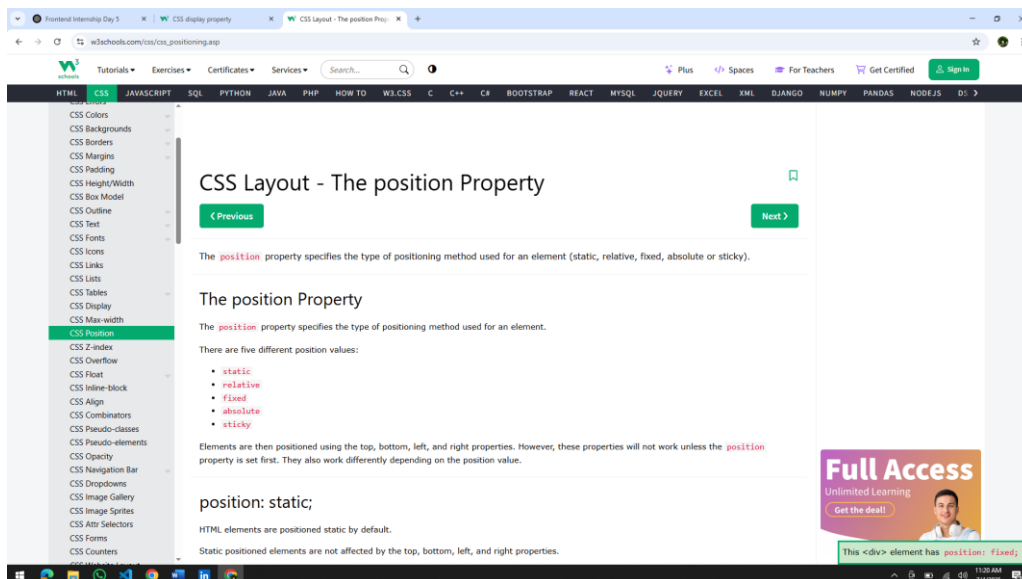 Frontend Internship Day 5
CSS display property
CSS Layout - The position Prop
w3schools.com/css/css_positioning.asp
W3
schools
Tutorials
Exercises
Certificates
Services
Search...
Plus
Spaces
For Teachers
Get Certified
Sign In
HTML CSS JAVASCRIPT SQL PYTHON JAVA PHP HOW TO W3.CSS C C++ C# BOOTSTRAP REACT MYSQL JQUERY EXCEL XML DJANGO NUMPY PANDAS NODEJS
CSS Colors
CSS Backgrounds
CSS Borders
CSS Margins
CSS Padding
CSS Height/Width
CSS Box Model
CSS Outline
CSS Text
CSS Fonts
CSS Icons
CSS Links
CSS Lists
CSS Tables
CSS Display
CSS Max-width
CSS Position
CSS Z-index
CSS Overflow
CSS Float
CSS Inline-block
CSS Align
CSS Combinators
CSS Pseudo-classes
CSS Pseudo-elements
CSS Opacity
CSS Navigation Bar
CSS Dropdowns
CSS Image Gallery
CSS Image Sprites
CSS Attr Selectors
CSS Forms
CSS Counters
CSS Layout - The position Property
❮ Previous
Next ❯
The position property specifies the type of positioning method used for an element (static, relative, fixed, absolute or sticky).
The position Property
The position property specifies the type of positioning method used for an element.
There are five different position values:
• static
• relative
• fixed
• absolute
• sticky
Elements are then positioned using the top, bottom, left, and right properties. However, these properties will not work unless the position
property is set first. They also work differently depending on the position value.
position: static;
HTML elements are positioned static by default.
Static positioned elements are not affected by the top, bottom, left, and right properties.
Full Access
Unlimited Learning
Get the deal!
This <div> element has position: fixed;
11:20 AM